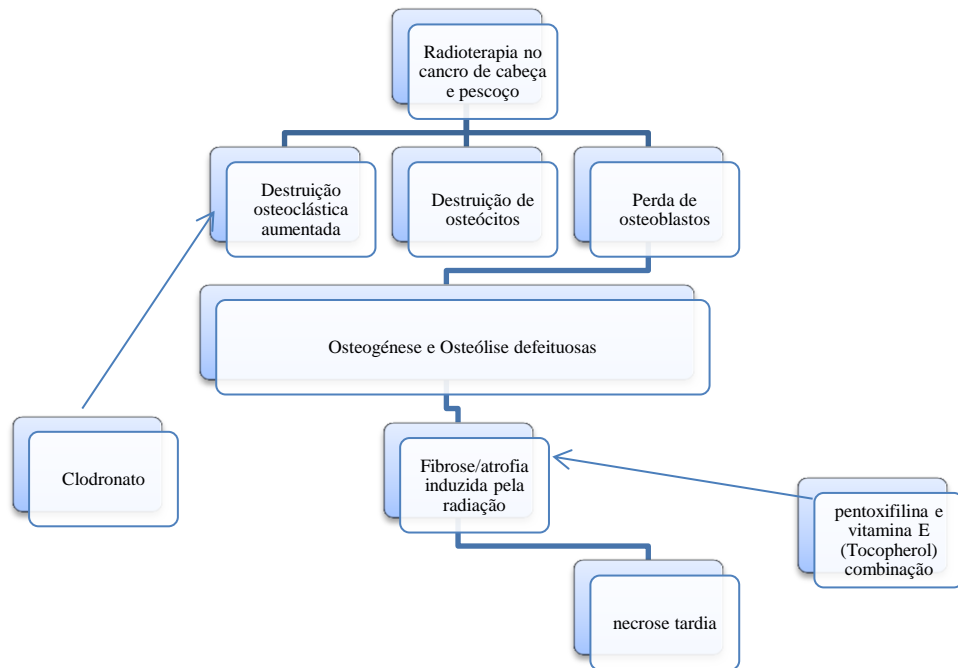 Radioterapia no
cancro de cabeça
e pescoço
Destruição
osteoclástica
aumentada
Destruição de
osteócitos
Perda de
osteoblastos
Osteogénese e Osteólise defeituosas
Clodronato
Fibrose/atrofia
induzida pela
radiação
pentoxifilina e
vitamina E
(Tocopherol)
combinação
necrose tardia